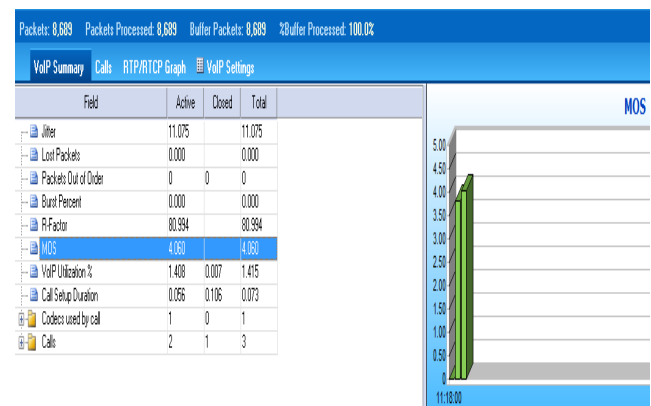 Packets: 8,689 Packets Processed: 8,689 Buffer Packets: 8,689 %Buffer Processed: 100.0%
VoIP Summary Calls RTP/RTCP Graph VoIP Settings
Field Active Closed Total
Jitter 11.075 11.075
Lost Packets 0.000 0.000
Packets Out of Order 0 0 0
Burst Percent 0.000 0.000
R-Factor 80.994 80.994
MOS 4.060 4.060
VoIP Utilization % 1.408 0.007 1.415
Call Setup Duration 0.056 0.106 0.073
Codecs used by call 1 0 1
Calls 2 1 3
MOS
5.00
4.50
4.00
3.50
3.00
2.50
2.00
1.50
1.00
0.50
0
11:18:00